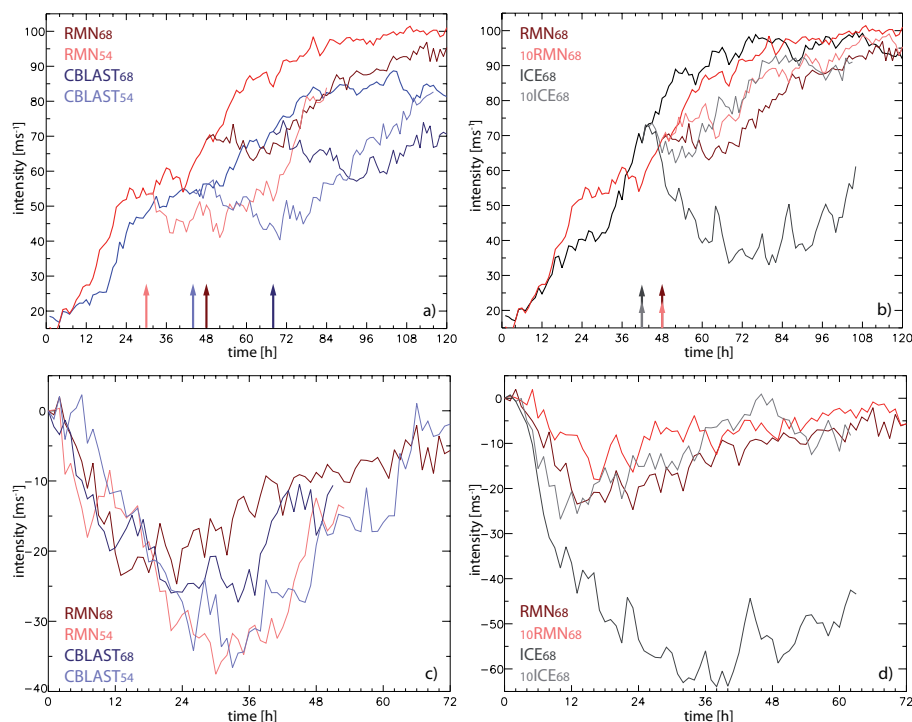 RMN68
RMN54
CBLAST68
CBLAST54
100
90
80
70
60
50
40
30
20
intensity [ms⁻¹]
a)
0 12 24 36 48 60 72 84 96 108 120
time [h]
RMN68
10RMN68
ICE68
10ICE68
100
90
80
70
60
50
40
30
20
intensity [ms⁻¹]
b)
0 12 24 36 48 60 72 84 96 108 120
time [h]
0
−10
−20
−30
−40
intensity [ms⁻¹]
RMN68
RMN54
CBLAST68
CBLAST54
c)
0 12 24 36 48 60 72
time [h]
0
−10
−20
−30
−40
−50
−60
intensity [ms⁻¹]
RMN68
10RMN68
ICE68
10ICE68
d)
0 12 24 36 48 60 72
time [h]